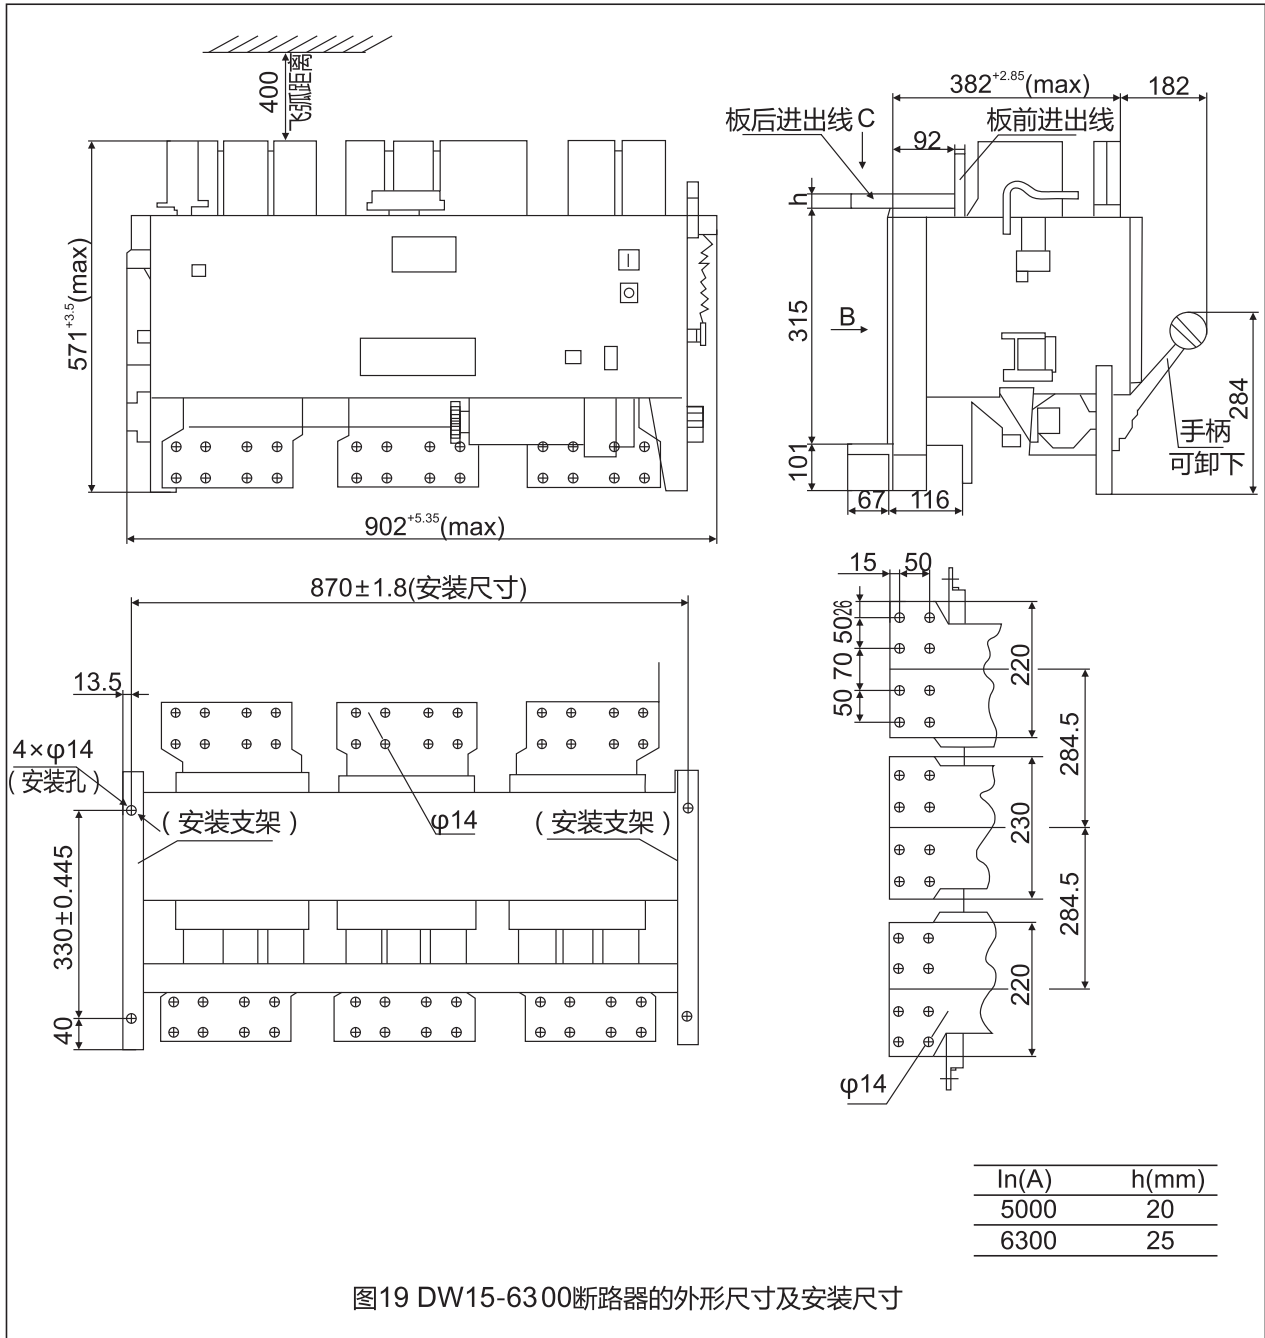 400
飞弧距离
571+3.5(max)
902+5.35(max)
382+2.85(max)
182
板后进出线
C
板前进出线
92
h
315
B
101
67
116
284
手柄
可卸下
870±1.8(安装尺寸)
13.5
4×φ14
(安装孔)
(安装支架)
φ14
(安装支架)
330±0.445
40
15
50
26
50
70
50
220
284.5
230
284.5
220
φ14
In(A) h(mm)
5000 20
6300 25
图19 DW15-6300断路器的外形尺寸及安装尺寸